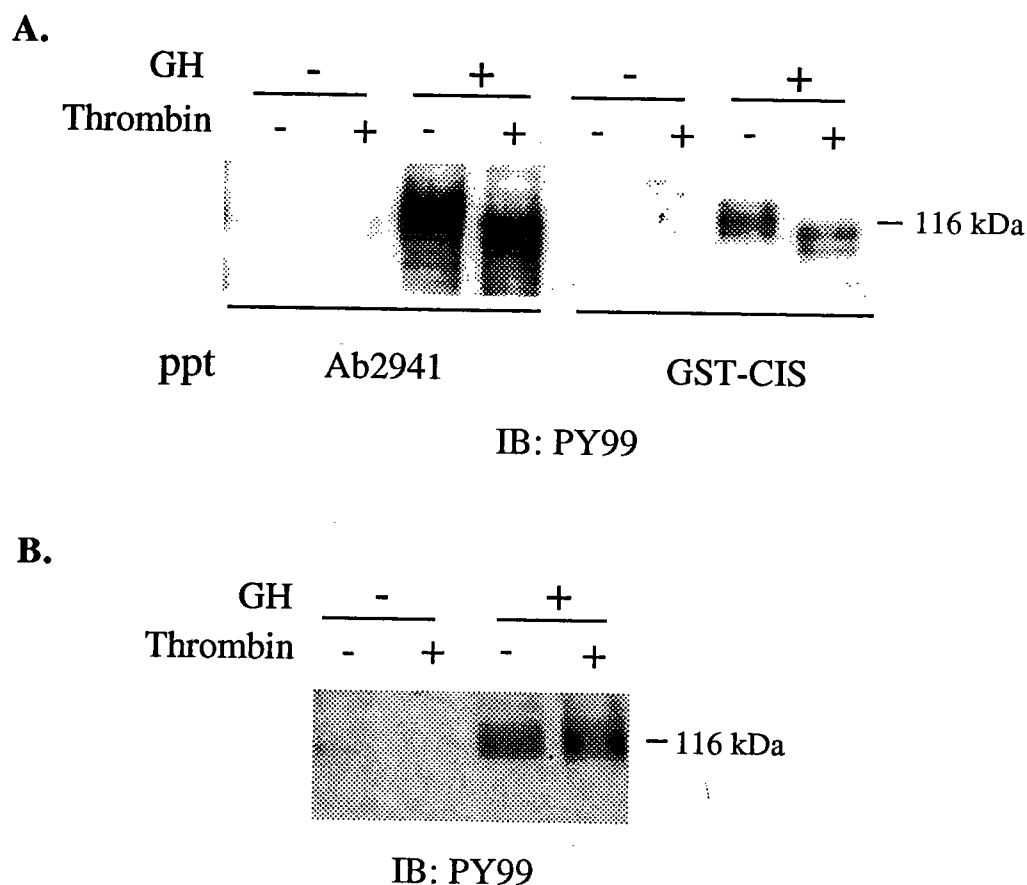 A.
GH - + - +
Thrombin - + - + - + - +
— 116 kDa
ppt Ab2941 GST-CIS
IB: PY99
B.
GH - +
Thrombin - + - +
— 116 kDa
IB: PY99